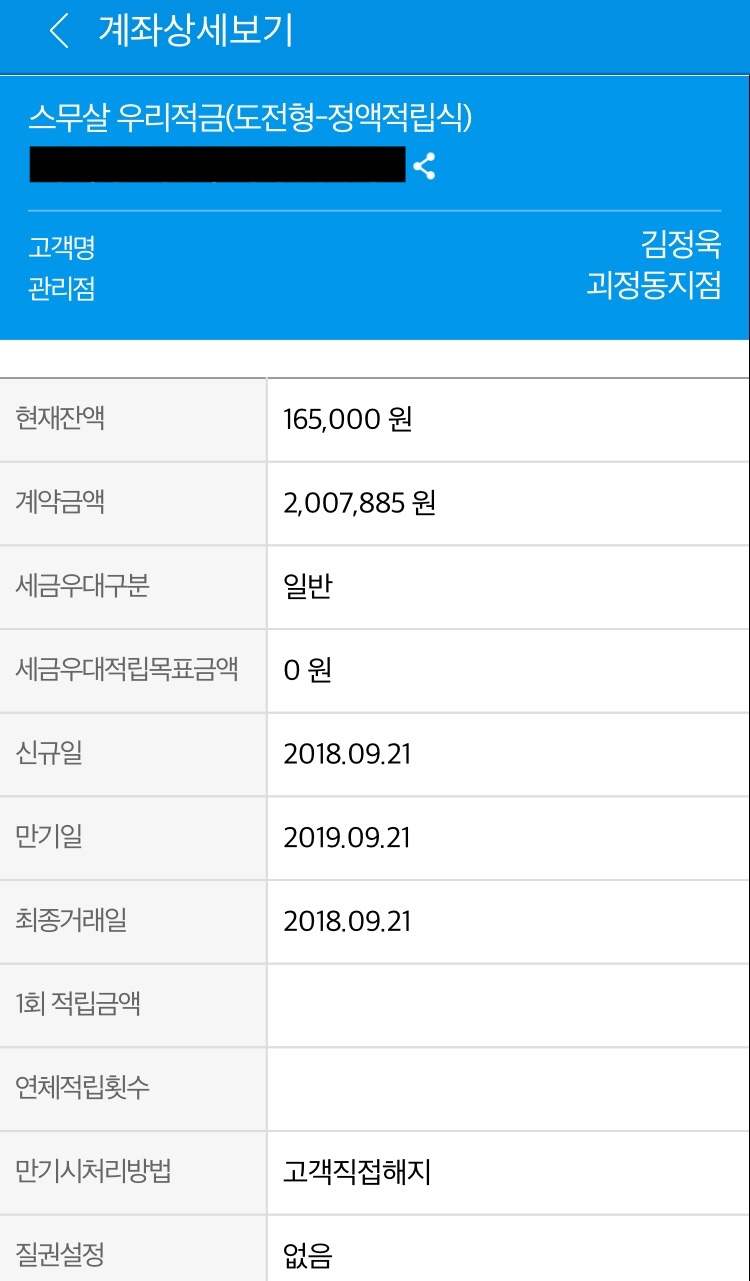 계좌상세보기
스무살 우리적금(도전형-정액적립식)
고객명 김정욱
관리점 괴정동지점
현재잔액 165,000 원
계약금액 2,007,885 원
세금우대구분 일반
세금우대적립목표금액 0 원
신규일 2018.09.21
만기일 2019.09.21
최종거래일 2018.09.21
1회 적립금액
연체적립횟수
만기시처리방법 고객직접해지
질권설정 없음